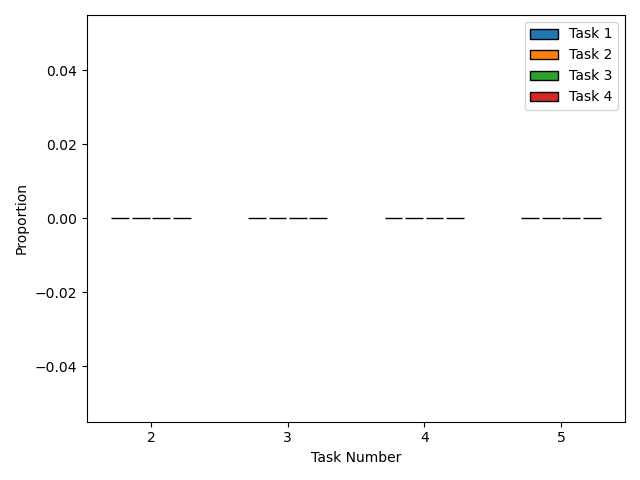 Task 1
Task 2
Task 3
Task 4
0.04
0.02
0.00
−0.02
−0.04
Proportion
2 3 4 5
Task Number